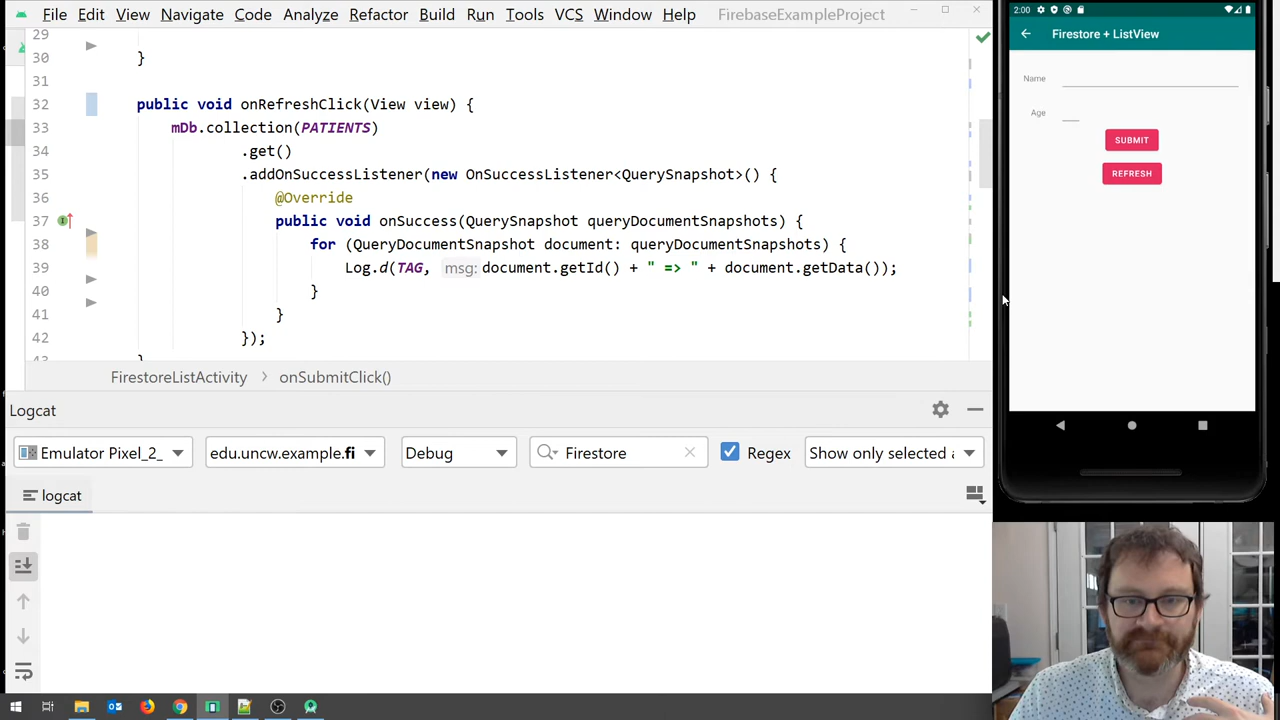 File Edit View Navigate Code Analyze Refactor Build Run Tools VCS Window Help FirebaseExampleProject
29
30 }
31
32 public void onRefreshClick(View view) {
33 mDb.collection(PATIENTS)
34 .get()
35 .addOnSuccessListener(new OnSuccessListener<QuerySnapshot>() {
36 @Override
37 public void onSuccess(QuerySnapshot queryDocumentSnapshots) {
38 for (QueryDocumentSnapshot document: queryDocumentSnapshots) {
39 Log.d(TAG, msg: document.getId() + " => " + document.getData());
40 }
41 }
42 });
43 }
FirestoreListActivity > onSubmitClick()
Logcat
Emulator Pixel_2_ edu.uncw.example.fi Debug Firestore Regex Show only selected a
logcat
2:00
Firestore + ListView
Name
Age
SUBMIT
REFRESH